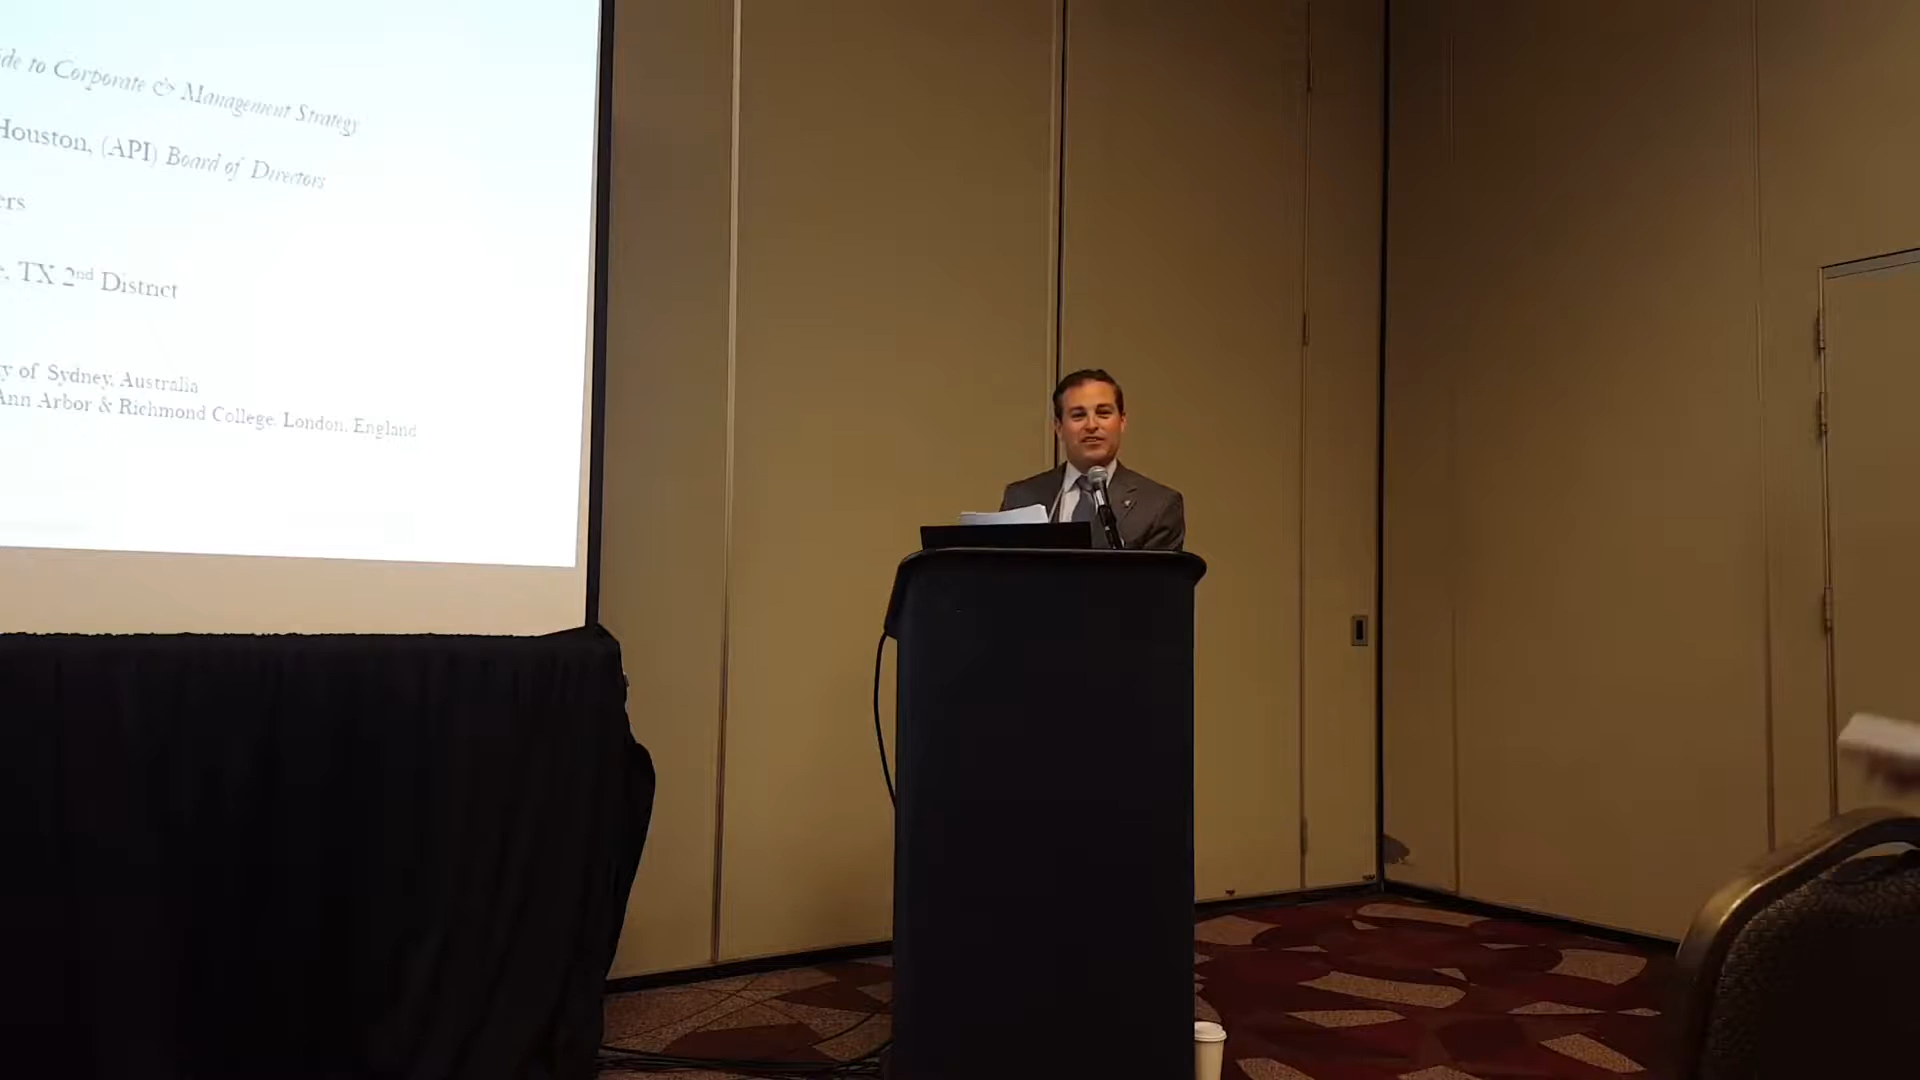 de to Corporate & Management Strategy
Houston, (API) Board of Directors
ers
e, TX 2nd District
y of Sydney, Australia
Ann Arbor & Richmond College, London, England